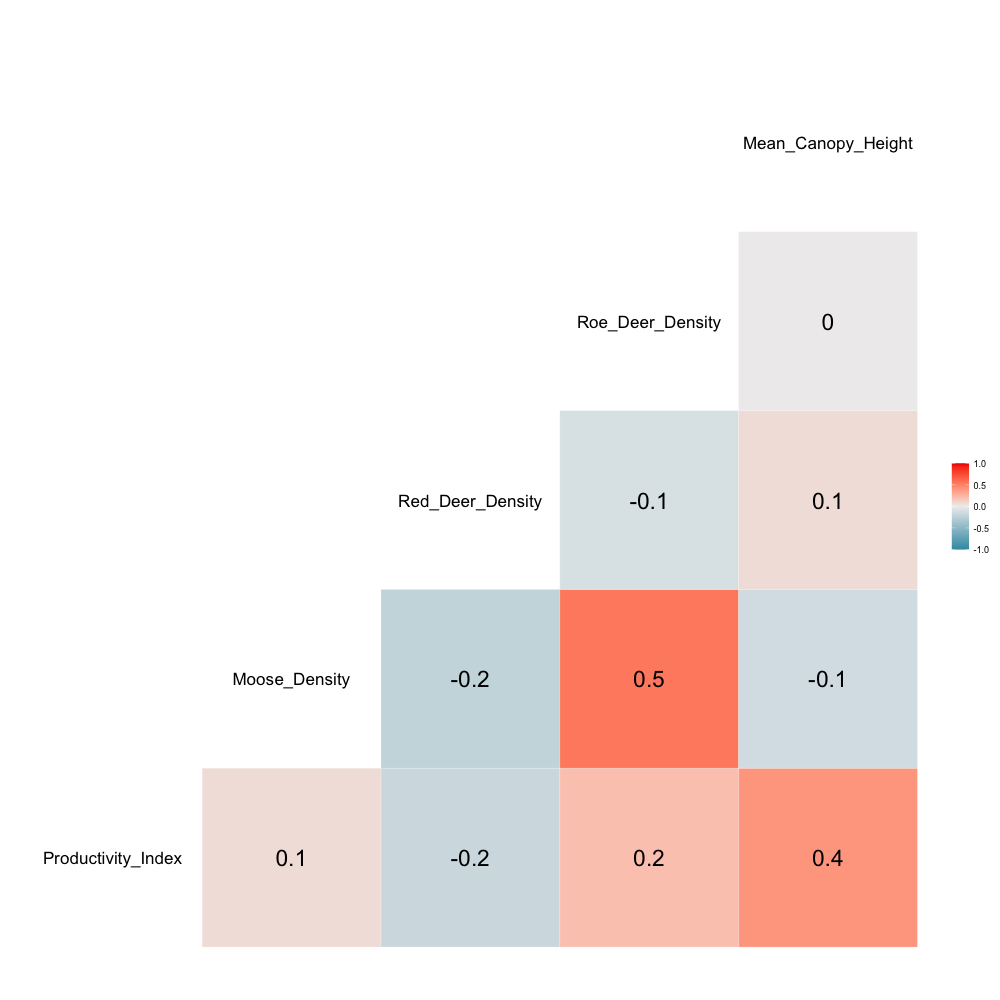 Mean_Canopy_Height
Roe_Deer_Density 0
Red_Deer_Density -0.1 0.1
1.0
0.5
0.0
-0.5
-1.0
Moose_Density -0.2 0.5 -0.1
Productivity_Index 0.1 -0.2 0.2 0.4